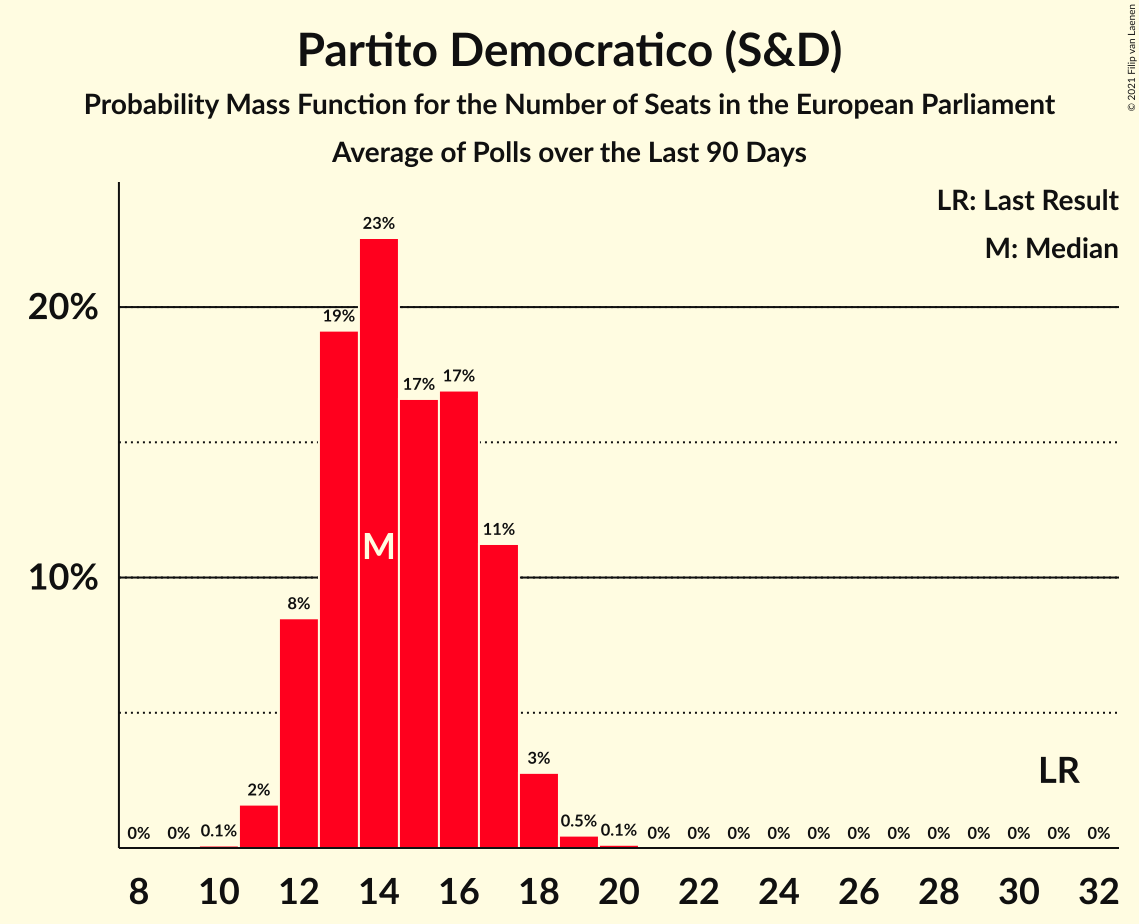 Partito Democratico (S&D)
Probability Mass Function for the Number of Seats in the European Parliament
Average of Polls over the Last 90 Days
© 2021 Filip van Laenen
LR: Last Result
M: Median
20%
10%
0% 0% 0.1% 2% 8% 19% 23% 17% 17% 11% 3% 0.5% 0.1% 0% 0% 0% 0% 0% 0% 0% 0% 0% 0% 0% 0%
M
LR
8 10 12 14 16 18 20 22 24 26 28 30 32